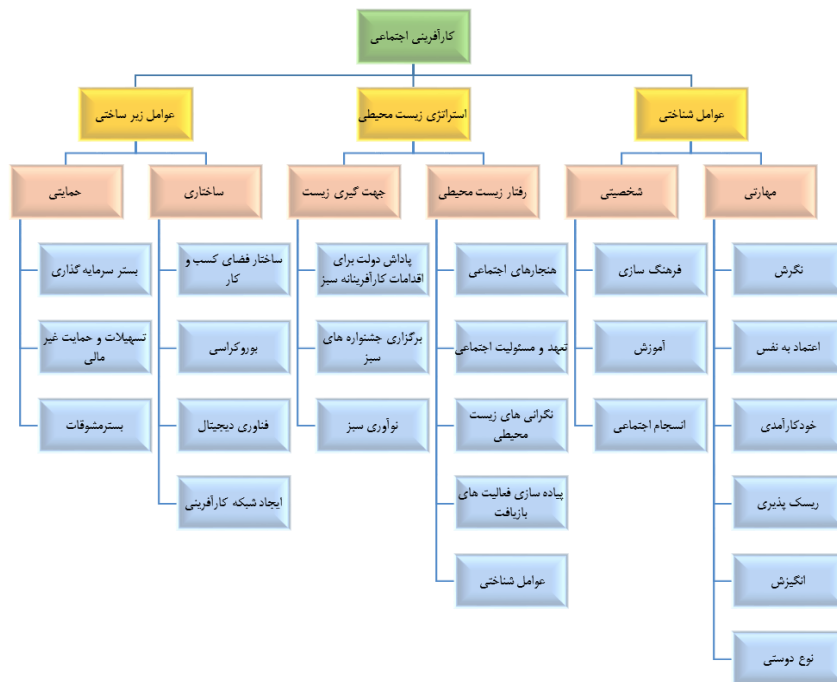 کارآفرینی اجتماعی
عوامل شناختی
استراتژی زیست محیطی
عوامل زیر ساختی
مهارتی
شخصیتی
رفتار زیست محیطی
جهت گیری زیست
ساختاری
حمایتی
نگرش
اعتماد به نفس
خودکارآمدی
ریسک پذیری
انگیزش
نوع دوستی
فرهنگ سازی
آموزش
انسجام اجتماعی
هنجارهای اجتماعی
تعهد و مسئولیت اجتماعی
نگرانی های زیست
محیطی
پیاده سازی فعالیت های
بازیافت
عوامل شناختی
پاداش دولت برای
اقدامات کارآفرینانه سبز
برگزاری جشنواره های
سبز
نوآوری سبز
ساختار فضای کسب و
کار
بوروکراسی
فناوری دیجیتال
ایجاد شبکه کارآفرینی
بستر سرمایه گذاری
تسهیلات و حمایت غیر
مالی
بسترمشوقات